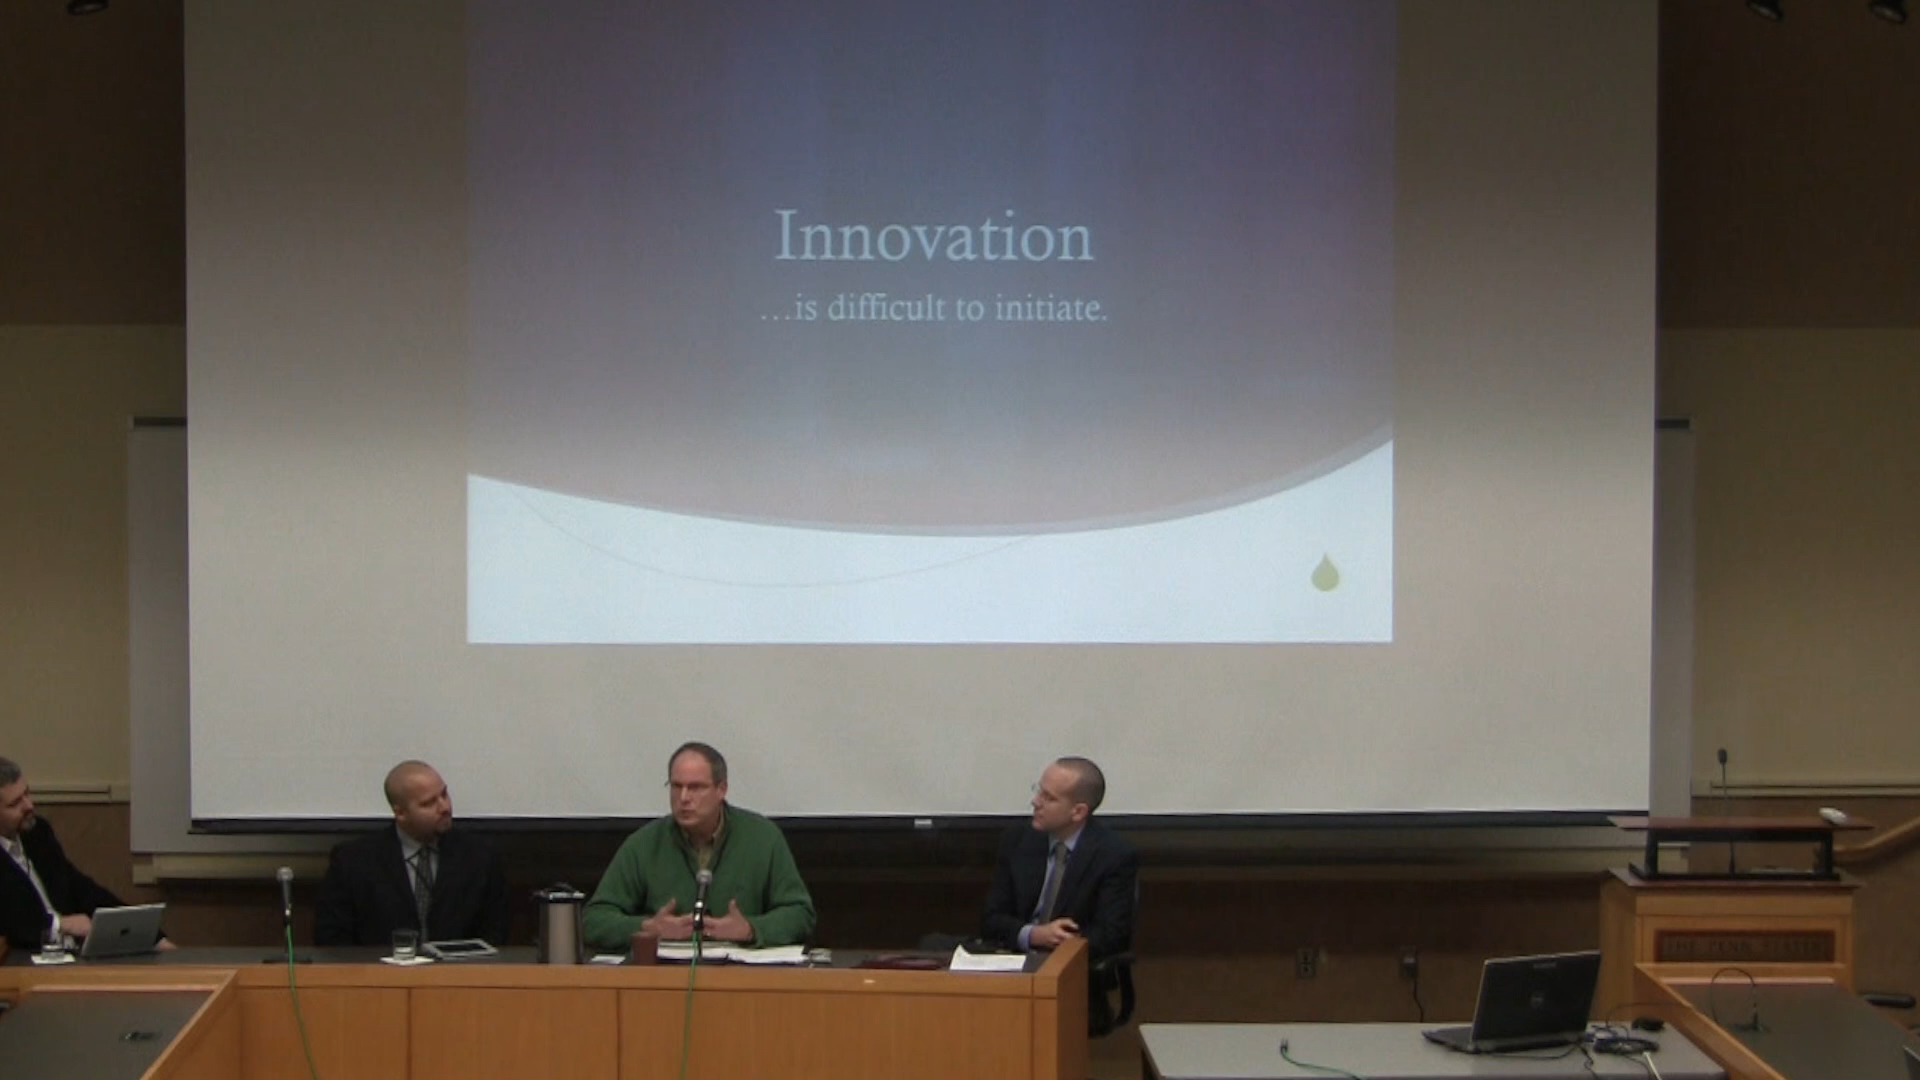 Innovation
…is difficult to initiate.